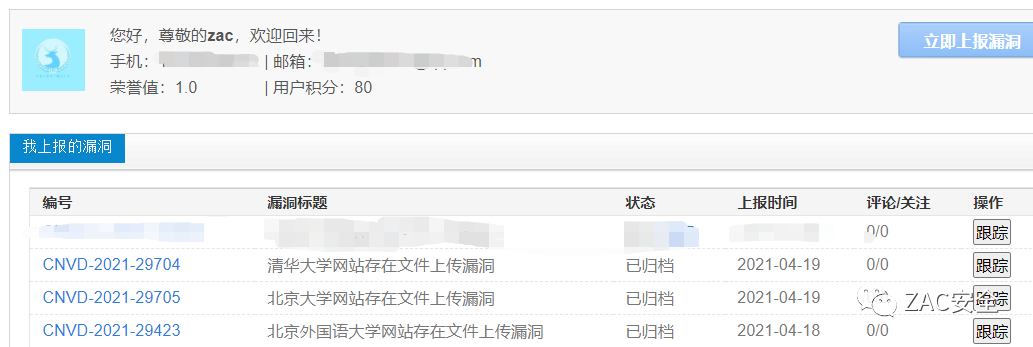 您好，尊敬的zac，欢迎回来！
立即上报漏洞
手机： | 邮箱：
荣誉值：1.0 | 用户积分：80
我上报的漏洞
编号 漏洞标题 状态 上报时间 评论/关注 操作
0/0 跟踪
CNVD-2021-29704 清华大学网站存在文件上传漏洞 已归档 2021-04-19 0/0 跟踪
CNVD-2021-29705 北京大学网站存在文件上传漏洞 已归档 2021-04-19 0/0 跟踪
ZAC安全
CNVD-2021-29423 北京外国语大学网站存在文件上传漏洞 已归档 2021-04-18 0/0 跟踪